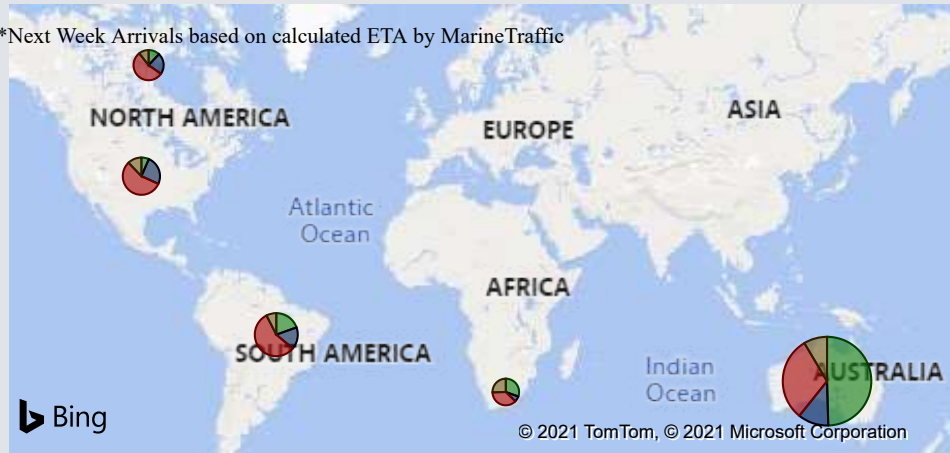 *Next Week Arrivals based on calculated ETA by MarineTraffic
NORTH AMERICA
EUROPE
ASIA
Atlantic
Ocean
AFRICA
SOUTH AMERICA
Indian
Ocean
AUSTRALIA
Bing
© 2021 TomTom, © 2021 Microsoft Corporation